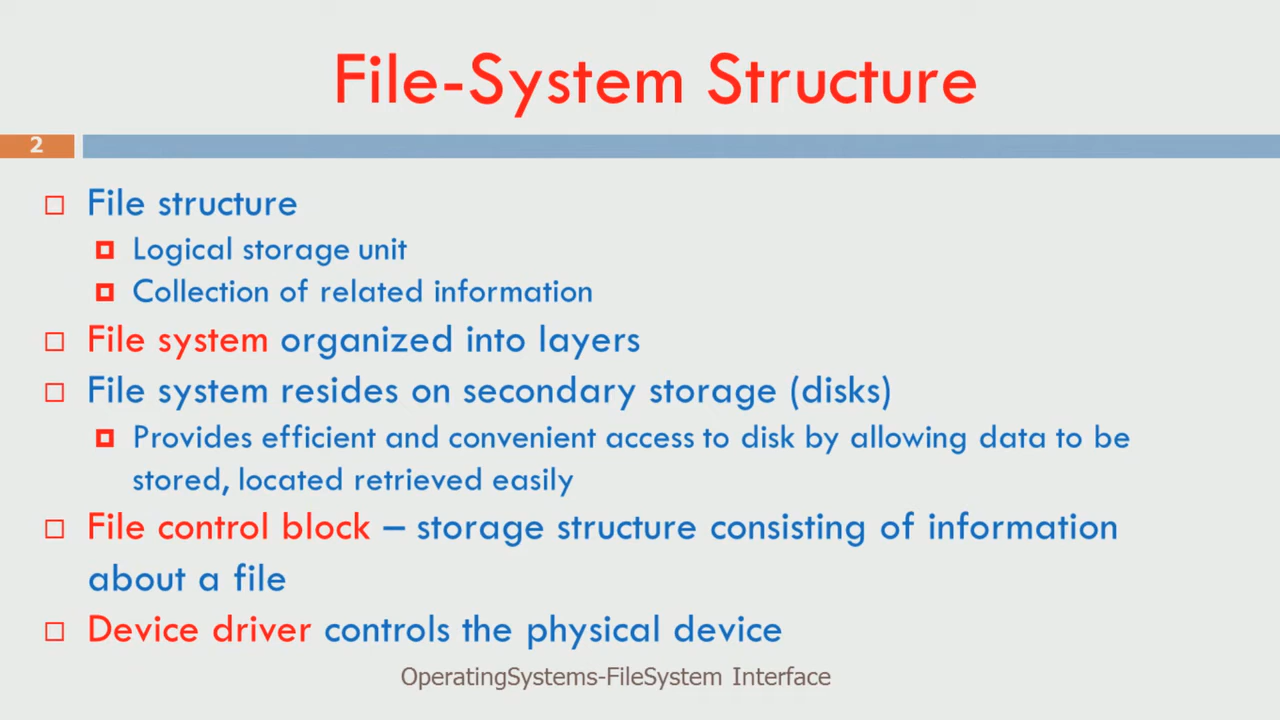 File-System Structure
2
File structure
Logical storage unit
Collection of related information
File system organized into layers
File system resides on secondary storage (disks)
Provides efficient and convenient access to disk by allowing data to be
stored, located retrieved easily
File control block – storage structure consisting of information
about a file
Device driver controls the physical device
OperatingSystems-FileSystem Interface